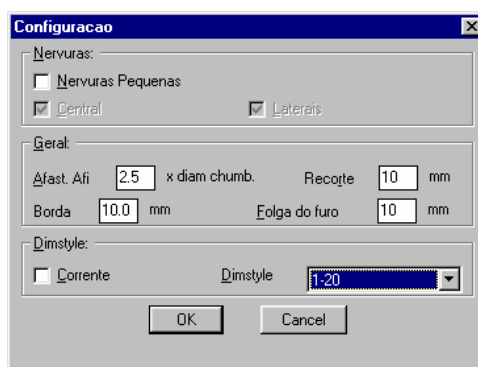 Configuracao
Nervuras:
Nervuras Pequenas
Central Laterais
Geral:
Afast. Afi 2.5 x diam chumb. Recorte 10 mm
Borda 10.0 mm Folga do furo 10 mm
Dimstyle:
Corrente Dimstyle 1-20
OK Cancel